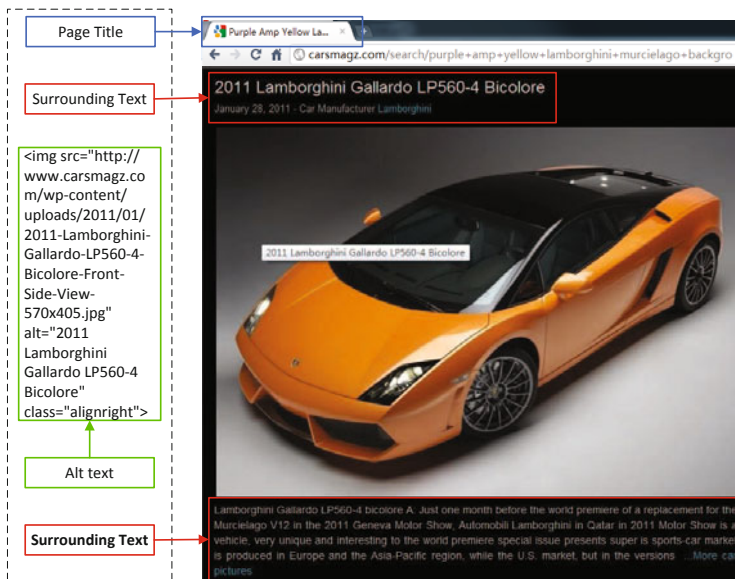 Page Title
Purple Amp Yellow La...
carsmagz.com/search/purple+amp+yellow+lamborghini+murcielago+backgro
Surrounding Text
2011 Lamborghini Gallardo LP560-4 Bicolore
January 28, 2011 - Car Manufacturer Lamborghini
<img src="http://
www.carsmagz.co
m/wp-content/
uploads/2011/01/
2011-Lamborghini-
Gallardo-LP560-4-
Bicolore-Front-
Side-View-
570x405.jpg"
alt="2011
Lamborghini
Gallardo LP560-4
Bicolore"
class="alignright">
2011 Lamborghini Gallardo LP560-4 Bicolore
Alt text
Surrounding Text
Lamborghini Gallardo LP560-4 bicolore A: Just one month before the world premiere of a replacement for the
Murcielago V12 in the 2011 Geneva Motor Show, Automobili Lamborghini in Qatar in 2011 Motor Show is a
vehicle, very unique and interesting to the world premiere special issue presents super is sports-car market
is produced in Europe and the Asia-Pacific region, while the U.S. market, but in the versions ...More car
pictures